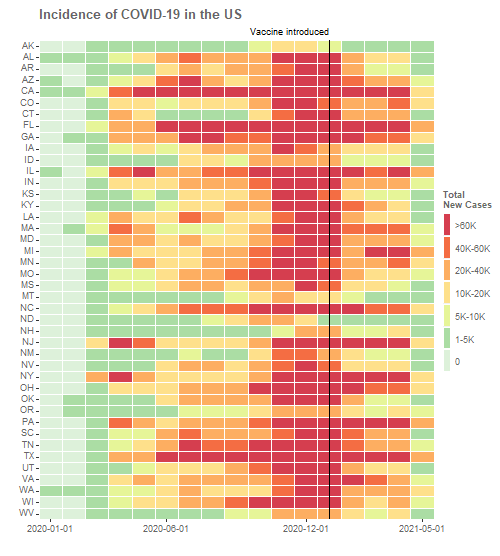 Incidence of COVID-19 in the US
Vaccine introduced
AK
AL
AR
AZ
CA
CO
CT
FL
GA
IA
ID
IL
IN
KS
KY
LA
MA
MD
MI
MN
MO
MS
MT
NC
ND
NH
NJ
NM
NV
NY
OH
OK
OR
PA
SC
TN
TX
UT
VA
WA
WI
WV
2020-01-01
2020-06-01
2020-12-01
2021-05-01
Total
New Cases
>60K
40K-60K
20K-40K
10K-20K
5K-10K
1-5K
0